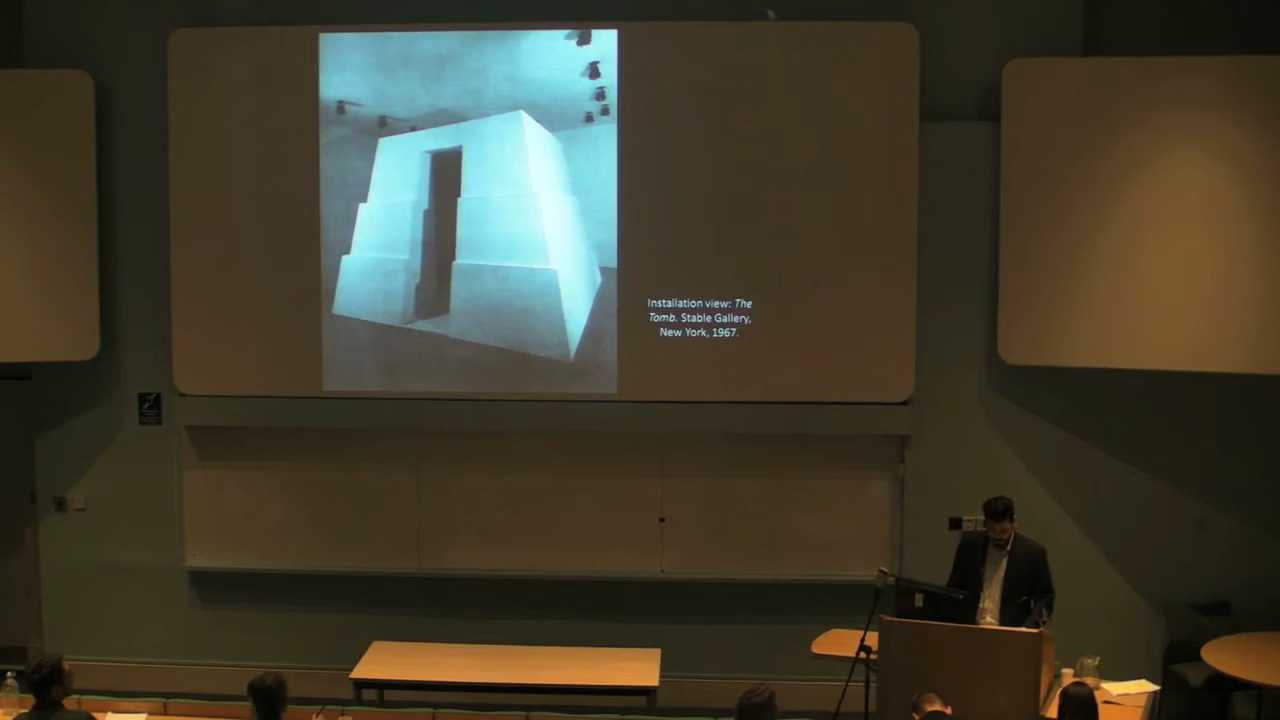 Installation view: The
Tomb. Stable Gallery,
New York, 1967.